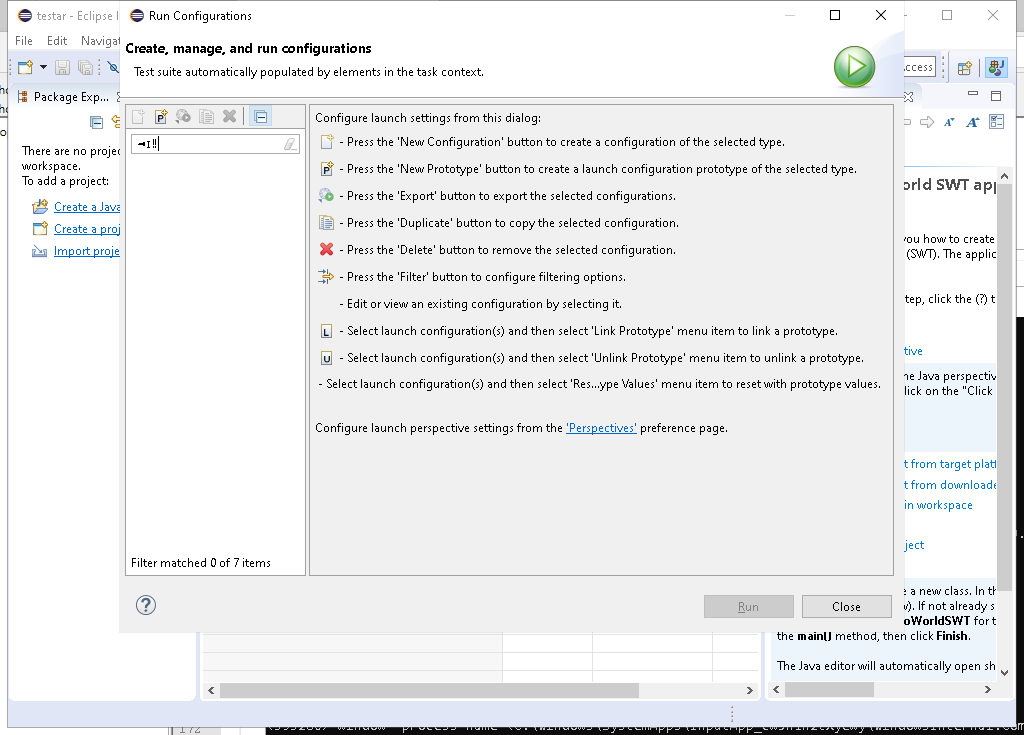 testar - Eclipse I
Run Configurations
File Edit Navigat
Create, manage, and run configurations
Test suite automatically populated by elements in the task context.
ccess
Package Exp...
Configure launch settings from this dialog:
- Press the 'New Configuration' button to create a configuration of the selected type.
- Press the 'New Prototype' button to create a launch configuration prototype of the selected type.
- Press the 'Export' button to export the selected configurations.
- Press the 'Duplicate' button to copy the selected configuration.
- Press the 'Delete' button to remove the selected configuration.
- Press the 'Filter' button to configure filtering options.
- Edit or view an existing configuration by selecting it.
L - Select launch configuration(s) and then select 'Link Prototype' menu item to link a prototype.
U - Select launch configuration(s) and then select 'Unlink Prototype' menu item to unlink a prototype.
- Select launch configuration(s) and then select 'Res...ype Values' menu item to reset with prototype values.
Configure launch perspective settings from the 'Perspectives' preference page.
There are no projec
workspace.
To add a project:
Create a Java
Create a proj
Import proje
Filter matched 0 of 7 items
Run
Close
orld SWT app
you how to create
(SWT). The applic
tep, click the (?) t
tive
he Java perspectiv
lick on the "Click
t from target platf
t from downloade
in workspace
ject
e a new class. In th
w). If not already s
oWorldSWT for t
the main() method, then click Finish.
The Java editor will automatically open sh
172